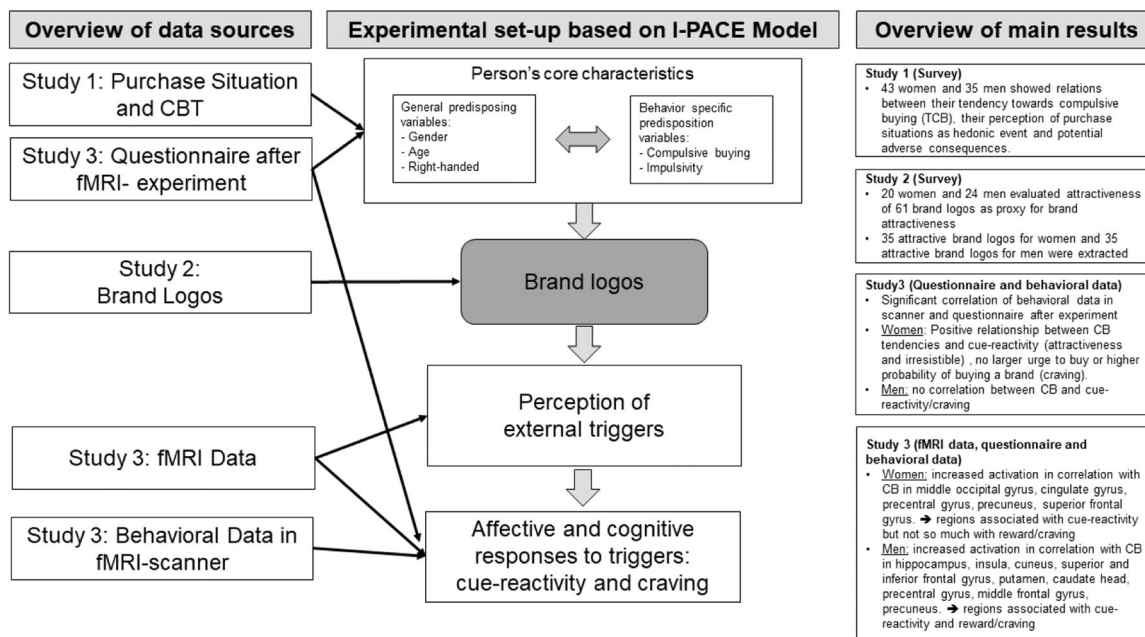 Overview of data sources
Study 1: Purchase Situation
and CBT
Study 3: Questionnaire after
fMRI- experiment
Study 2:
Brand Logos
Study 3: fMRI Data
Study 3: Behavioral Data in
fMRI-scanner
Experimental set-up based on I-PACE Model
Person's core characteristics
General predisposing
variables:
- Gender
- Age
- Right-handed
Behavior specific
predisposition
variables:
- Compulsive buying
- Impulsivity
Brand logos
Perception of
external triggers
Affective and cognitive
responses to triggers:
cue-reactivity and craving
Overview of main results
Study 1 (Survey)
• 43 women and 35 men showed relations
between their tendency towards compulsive
buying (TCB), their perception of purchase
situations as hedonic event and potential
adverse consequences.
Study 2 (Survey)
• 20 women and 24 men evaluated attractiveness
of 61 brand logos as proxy for brand
attractiveness
• 35 attractive brand logos for women and 35
attractive brand logos for men were extracted
Study3 (Questionnaire and behavioral data)
• Significant correlation of behavioral data in
scanner and questionnaire after experiment
• Women: Positive relationship between CB
tendencies and cue-reactivity (attractiveness
and irresistible) , no larger urge to buy or higher
probability of buying a brand (craving).
• Men: no correlation between CB and cue-
reactivity/craving
Study 3 (fMRI data, questionnaire and
behavioral data)
• Women: increased activation in correlation with
CB in middle occipital gyrus, cingulate gyrus,
precentral gyrus, precuneus, superior frontal
gyrus. ➔ regions associated with cue-reactivity
but not so much with reward/craving
• Men: increased activation in correlation with CB
in hippocampus, insula, cuneus, superior and
inferior frontal gyrus, putamen, caudate head,
precentral gyrus, middle frontal gyrus,
precuneus. ➔ regions associated with cue-
reactivity and reward/craving